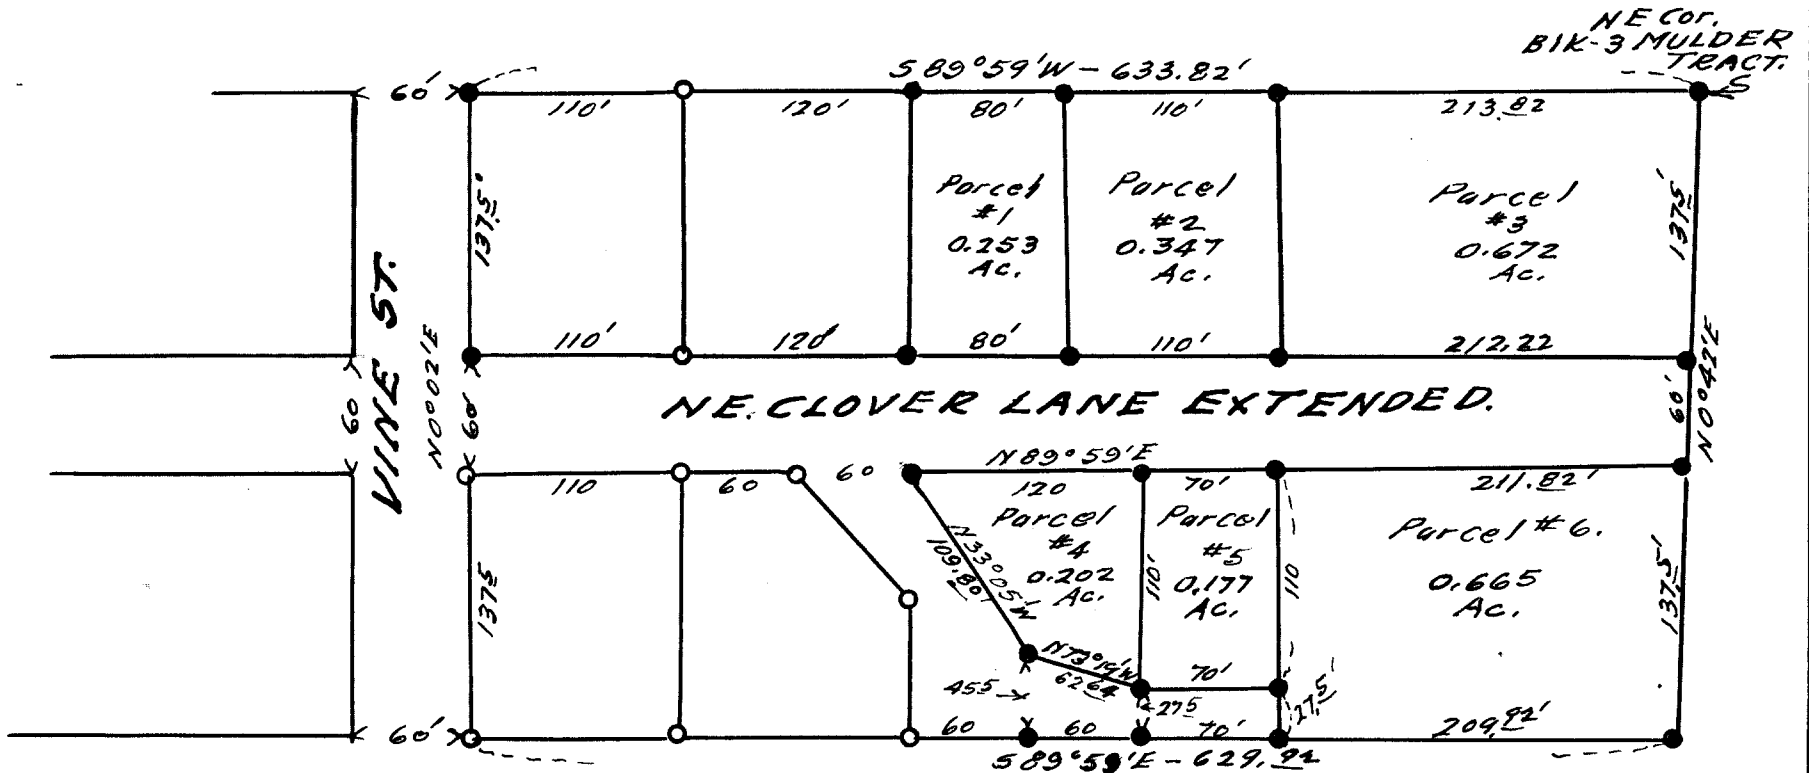 NE Cor.
BlK-3 MULDER
TRACT.
S 89°59'W - 633.82'
60'
110'
120'
80'
110'
213.82
S
137.5'
Parcel
#1
0.253
Ac.
Parcel
#2
0.347
Ac.
Parcel
#3
0.672
Ac.
137.5'
110'
120'
80'
110'
212.22
VINE ST.
N0°02'E
60
60'
NE. CLOVER LANE EXTENDED.
60'
N0°42'E
110
60
60
N 89°59'E
120
70'
211.82'
137.5
N33°05'W
109.80'
Parcel
#4
0.202
Ac.
110'
Parcel
#5
0.177
Ac.
110
Parcel #6.
0.665
Ac.
137.5'
N73°19'W
62.64
70'
45.5
27.5
27.5'
60'
60
60
70'
209.92'
S 89°59'E - 629.92